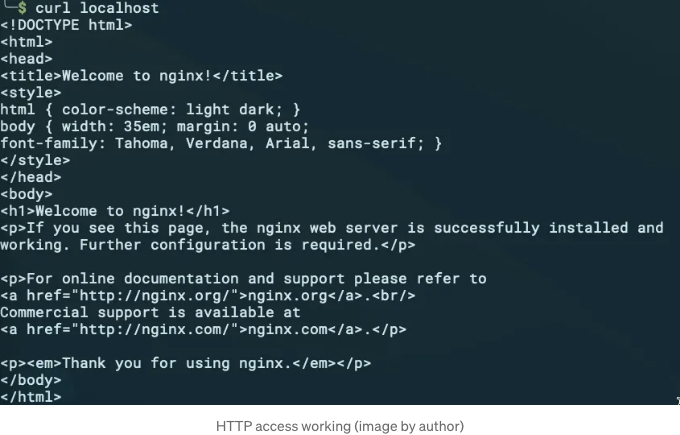 $ curl localhost
<!DOCTYPE html>
<html>
<head>
<title>Welcome to nginx!</title>
<style>
html { color-scheme: light dark; }
body { width: 35em; margin: 0 auto;
font-family: Tahoma, Verdana, Arial, sans-serif; }
</style>
</head>
<body>
<h1>Welcome to nginx!</h1>
<p>If you see this page, the nginx web server is successfully installed and
working. Further configuration is required.</p>

<p>For online documentation and support please refer to
<a href="http://nginx.org/">nginx.org</a>.<br/>
Commercial support is available at
<a href="http://nginx.com/">nginx.com</a>.</p>

<p><em>Thank you for using nginx.</em></p>
</body>
</html>
HTTP access working (image by author)